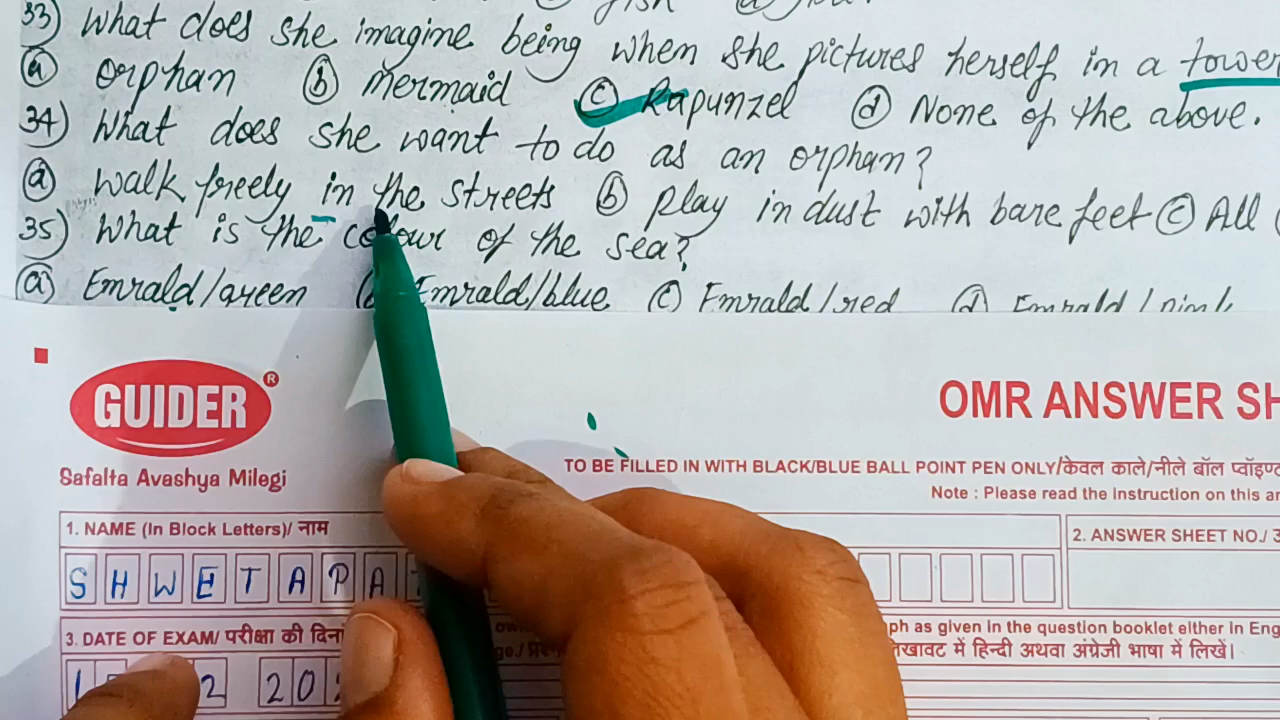 33) What does she imagine being when she pictures herself in a tower
ⓐ Orphan ⓑ Mermaid ⓒ Rapunzel ⓓ None of the above.
34) What does she want to do as an orphan?
ⓐ Walk freely in the streets ⓑ Play in dust with bare feet ⓒ All
35) What is the colour of the sea?
ⓐ Emrald/green Emrald/blue ⓒ Emrald/red ⓓ Emrald/pink
GUIDER ®
Safalta Avashya Milegi
OMR ANSWER SH
TO BE FILLED IN WITH BLACK/BLUE BALL POINT PEN ONLY/केवल काले/नीले बॉल प्वॉइण्ट
Note : Please read the instruction on this an
1. NAME (In Block Letters)/ नाम
2. ANSWER SHEET NO./ उ
SHWETAPA
3. DATE OF EXAM/ परीक्षा की दिना
ph as given in the question booklet either in Eng
लिखावट में हिन्दी अथवा अंग्रेजी भाषा में लिखें।
2 20